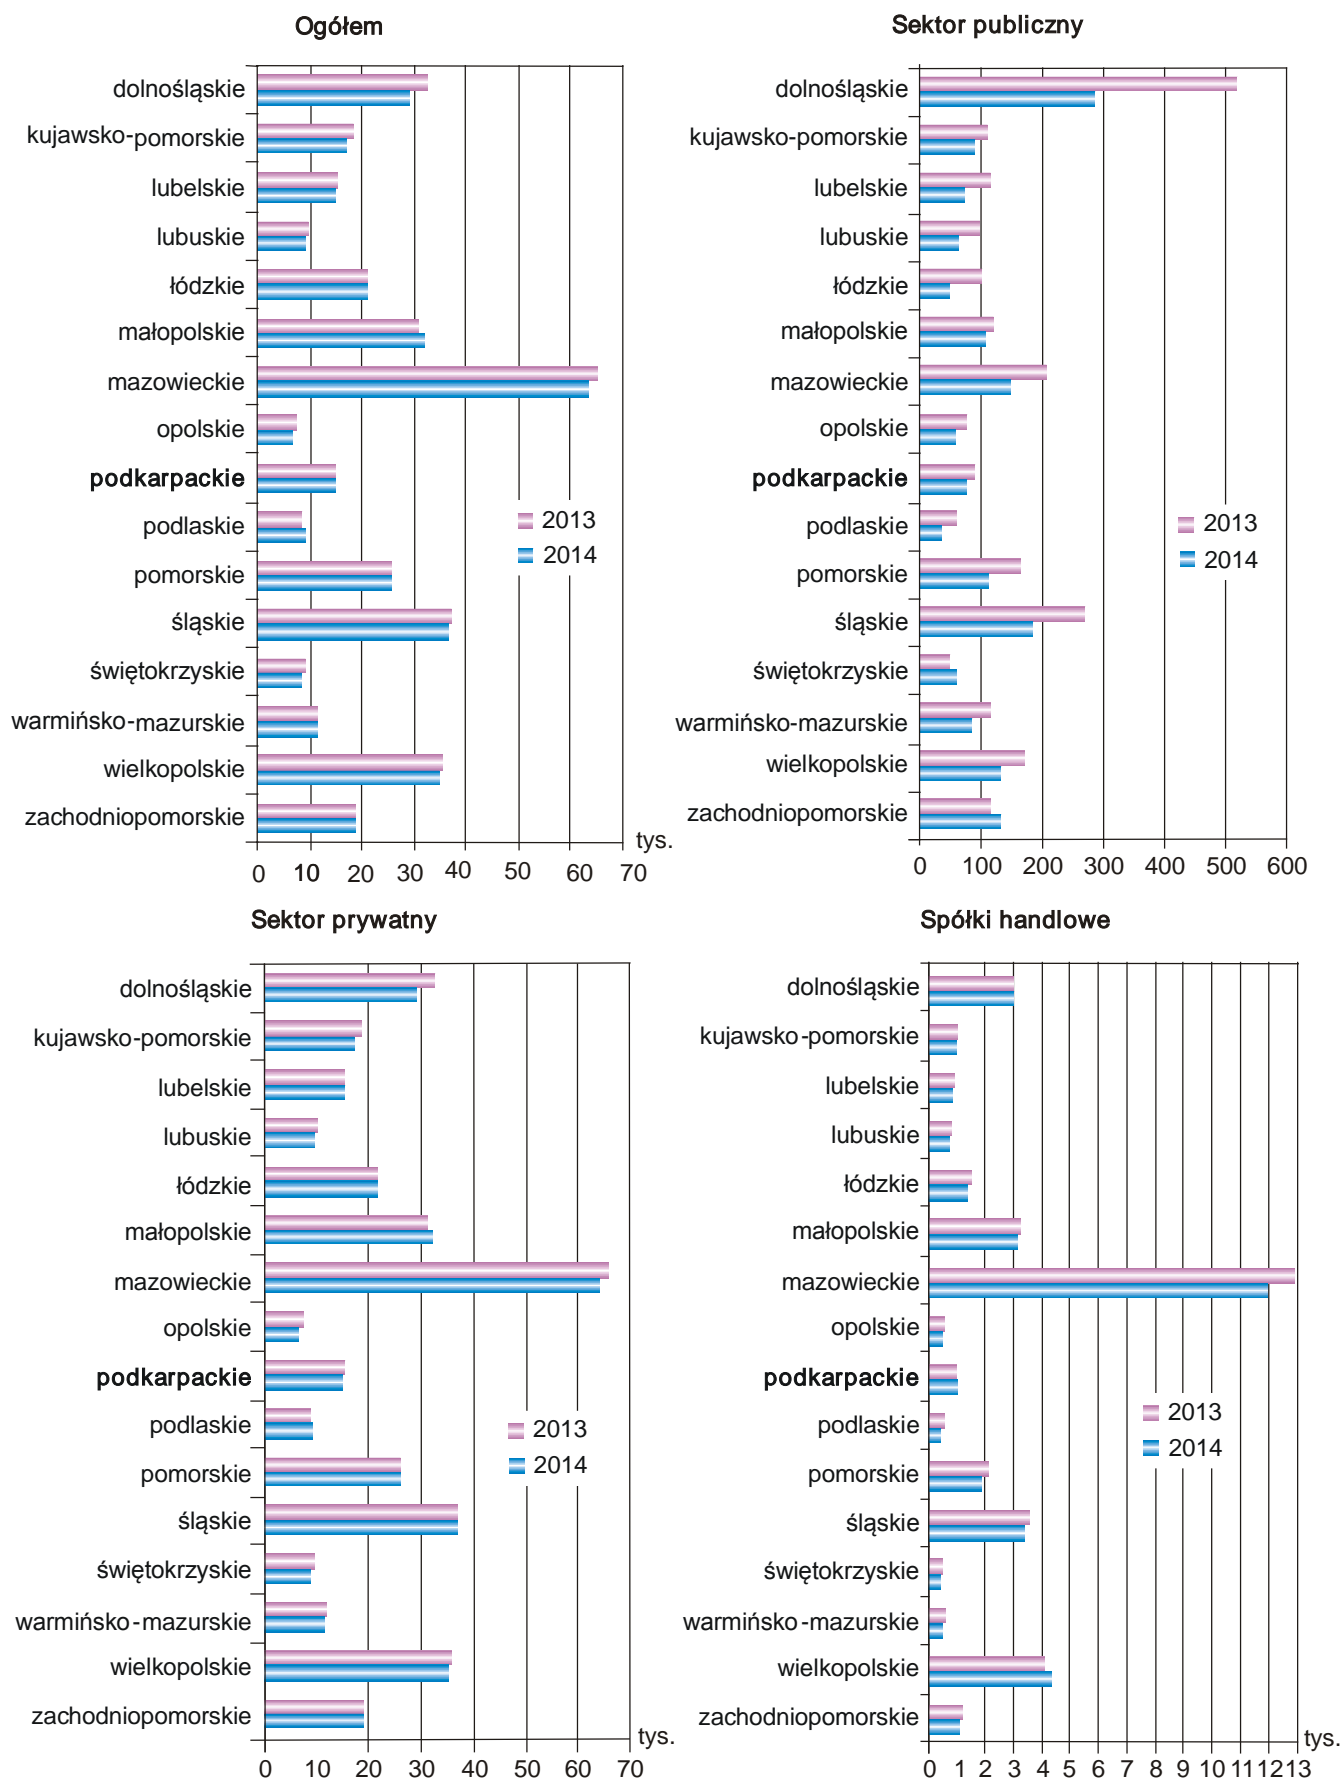 Ogółem
dolnośląskie
kujawsko-pomorskie
lubelskie
lubuskie
łódzkie
małopolskie
mazowieckie
opolskie
podkarpackie
podlaskie
pomorskie
śląskie
świętokrzyskie
warmińsko-mazurskie
wielkopolskie
zachodniopomorskie
2013
2014
tys.
0 10 20 30 40 50 60 70
Sektor publiczny
dolnośląskie
kujawsko-pomorskie
lubelskie
lubuskie
łódzkie
małopolskie
mazowieckie
opolskie
podkarpackie
podlaskie
pomorskie
śląskie
świętokrzyskie
warmińsko-mazurskie
wielkopolskie
zachodniopomorskie
2013
2014
0 100 200 300 400 500 600
Sektor prywatny
dolnośląskie
kujawsko-pomorskie
lubelskie
lubuskie
łódzkie
małopolskie
mazowieckie
opolskie
podkarpackie
podlaskie
pomorskie
śląskie
świętokrzyskie
warmińsko-mazurskie
wielkopolskie
zachodniopomorskie
2013
2014
tys.
0 10 20 30 40 50 60 70
Spółki handlowe
dolnośląskie
kujawsko-pomorskie
lubelskie
lubuskie
łódzkie
małopolskie
mazowieckie
opolskie
podkarpackie
podlaskie
pomorskie
śląskie
świętokrzyskie
warmińsko-mazurskie
wielkopolskie
zachodniopomorskie
2013
2014
tys.
0 1 2 3 4 5 6 7 8 9 10 11 12 13